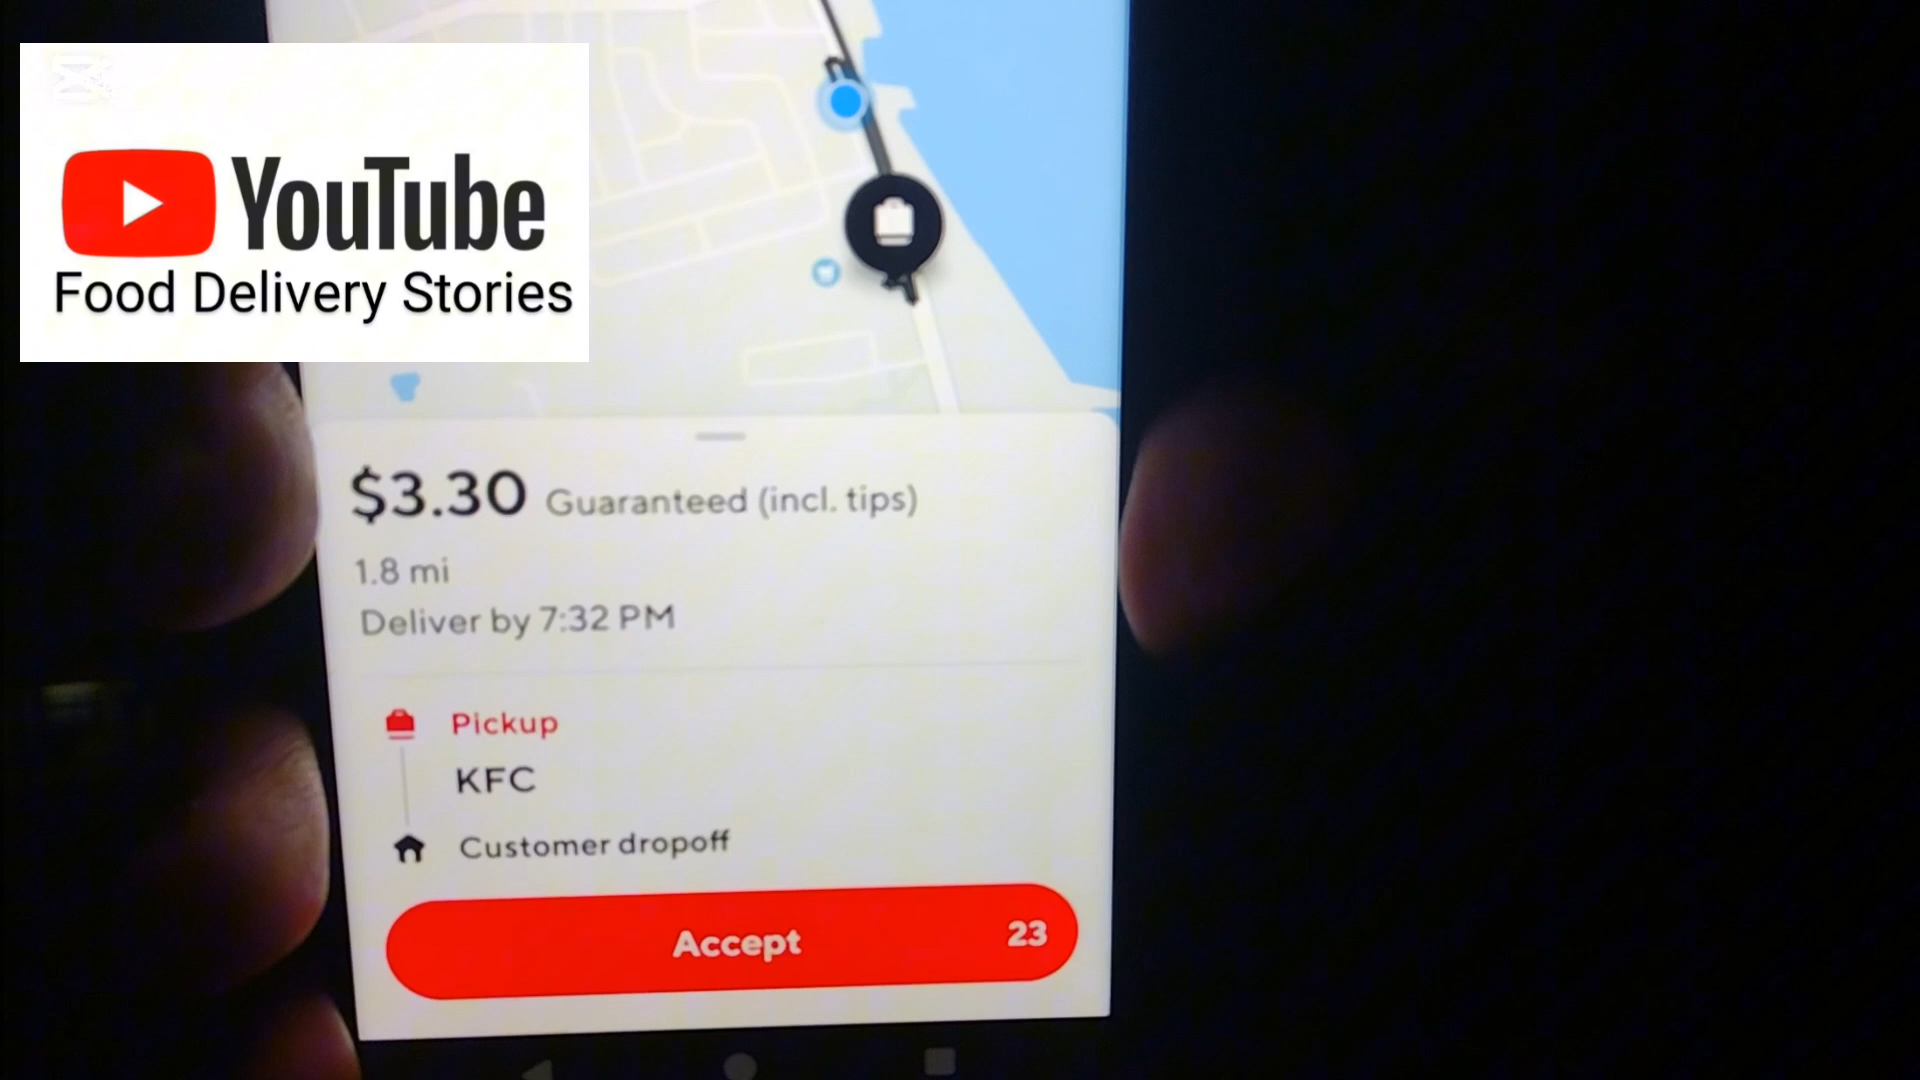 YouTube
Food Delivery Stories
$3.30 Guaranteed (incl. tips)
1.8 mi
Deliver by 7:32 PM
Pickup
KFC
Customer dropoff
Accept 23